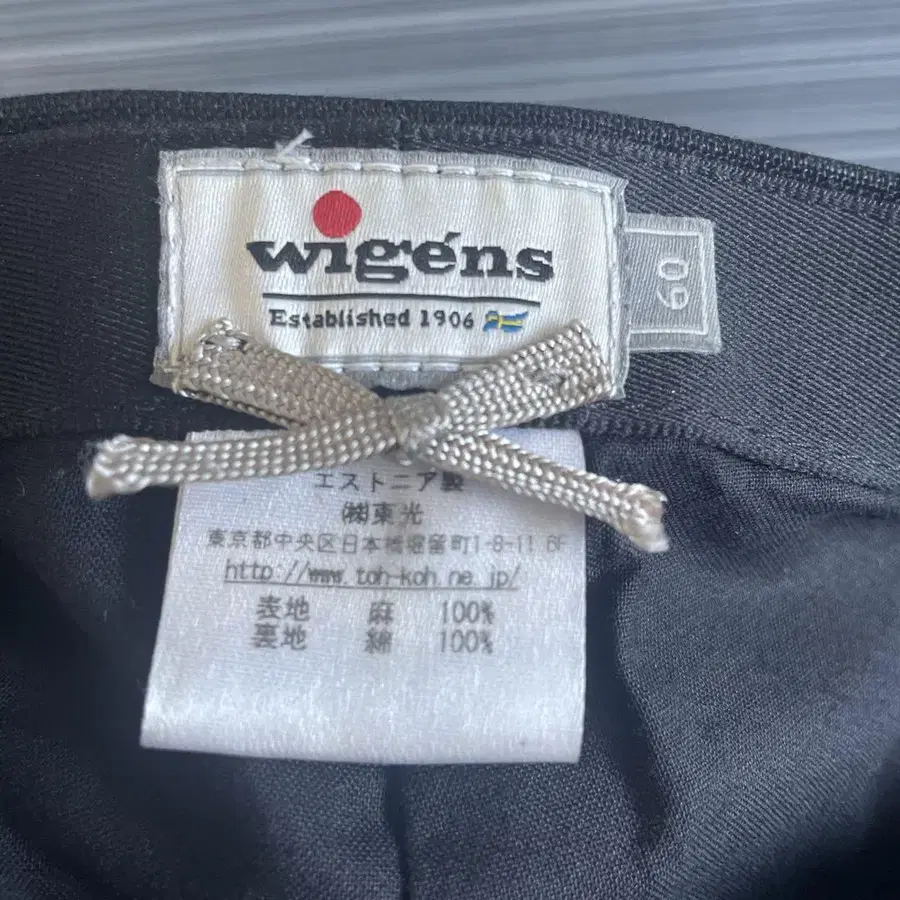 wigéns
Established 1906
60
エストニア製
㈱東光
東京都中央区日本橋堀留町1-8-11 6F
http://www.toh-koh.ne.jp/
表地 麻 100%
裏地 綿 100%